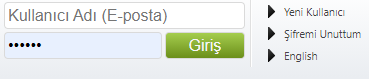 Kullanıcı Adı (E-posta)
•••••• Giriş
Yeni Kullanıcı
Şifremi Unuttum
English